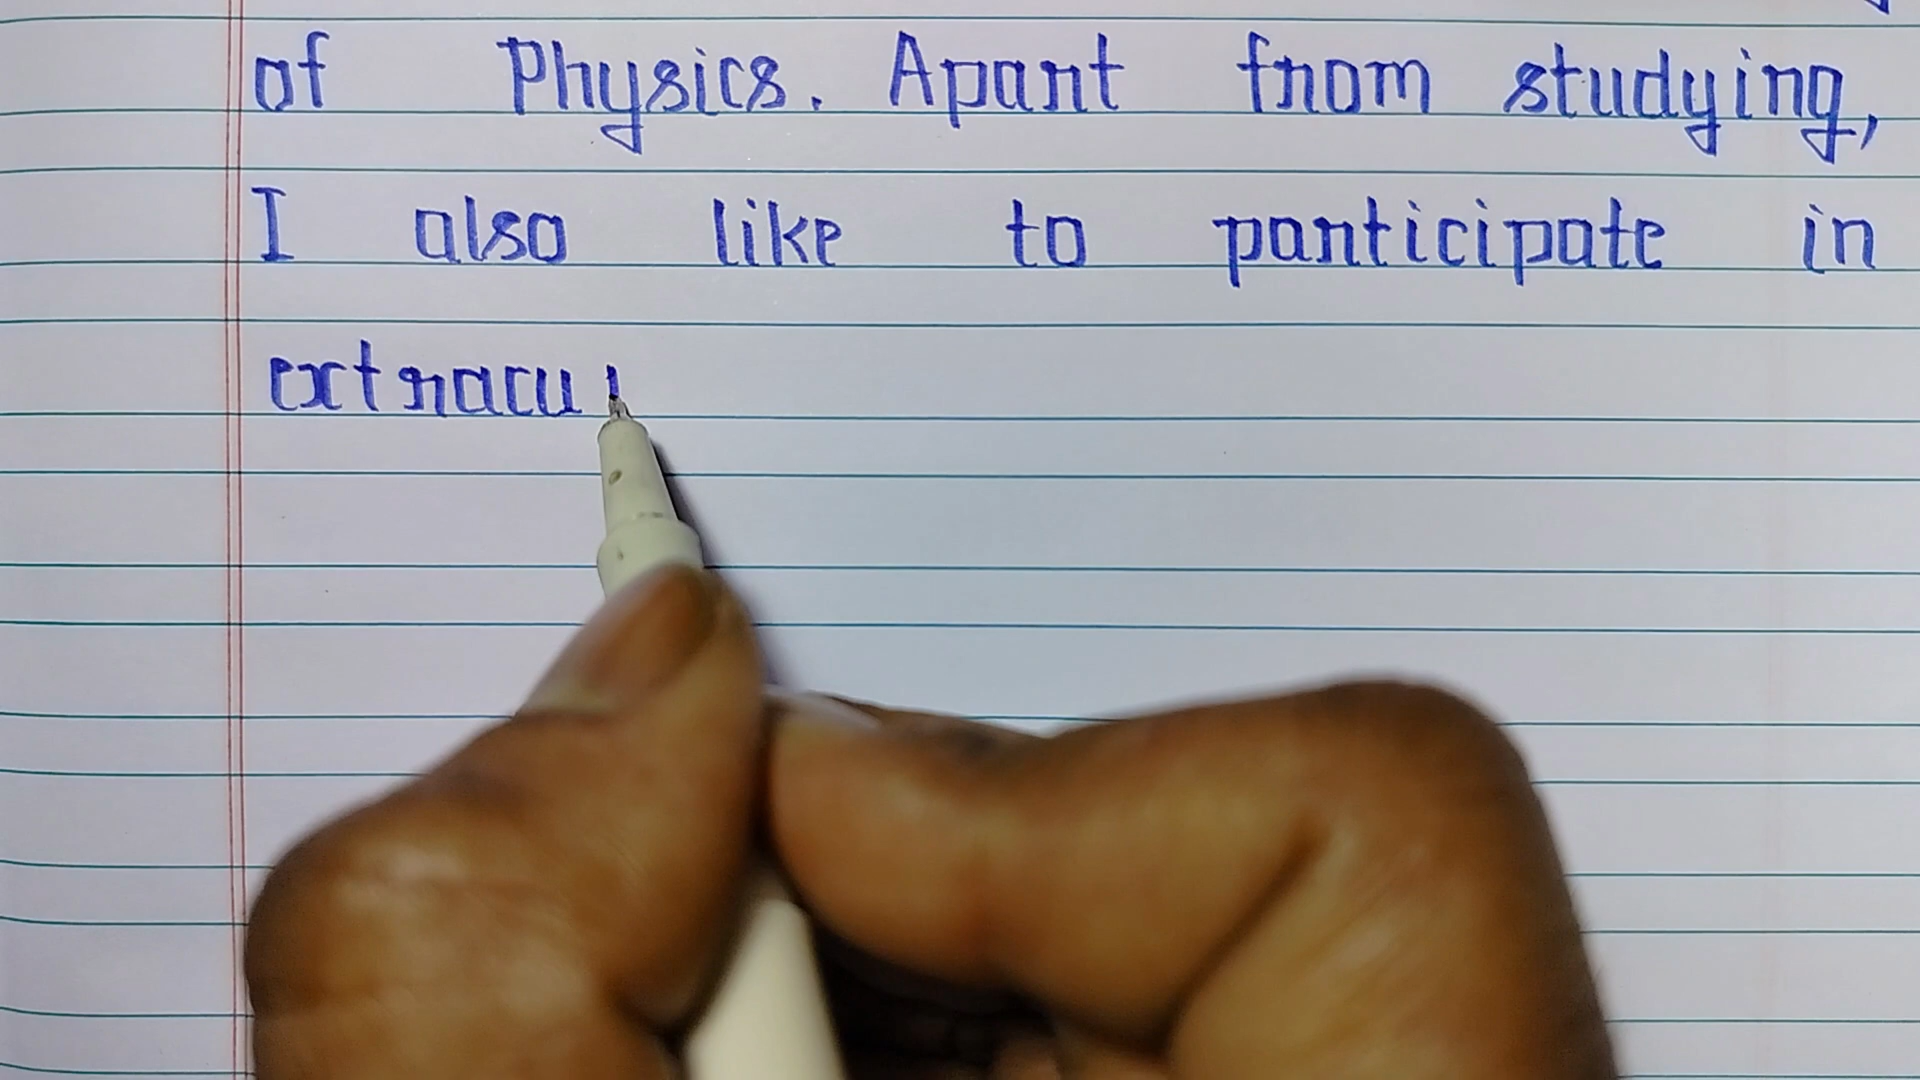 of Physics. Apart from studying,
I also like to participate in
extracu